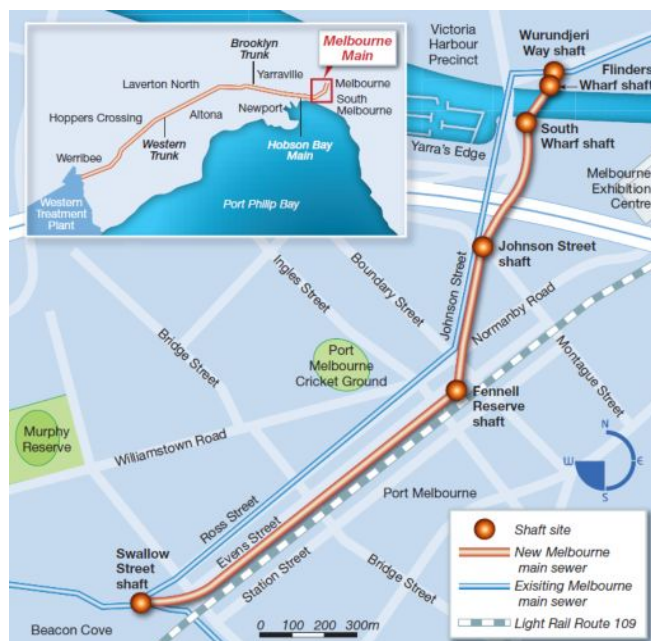 Brooklyn
Trunk
Melbourne
Main
Laverton North
Yarraville
Melbourne
South
Melbourne
Hoppers Crossing
Altona
Newport
Western
Trunk
Hobson Bay
Main
Werribee
Western
Treatment
Plant
Port Philip Bay
Victoria
Harbour
Precinct
Wurundjeri
Way shaft
Flinders
Wharf shaft
South
Wharf shaft
Yarra's Edge
Melbourne
Exhibition
Centre
Johnson Street
shaft
Johnson Street
Ingles Street
Boundary Street
Normanby Road
Montague Street
Bridge Street
Port
Melbourne
Cricket Ground
Fennell
Reserve
shaft
Murphy
Reserve
Williamstown Road
N
W
E
S
Port Melbourne
Ross Street
Evens Street
Station Street
Bridge Street
Swallow
Street
shaft
Beacon Cove
0 100 200 300m
Shaft site
New Melbourne
main sewer
Exisiting Melbourne
main sewer
Light Rail Route 109